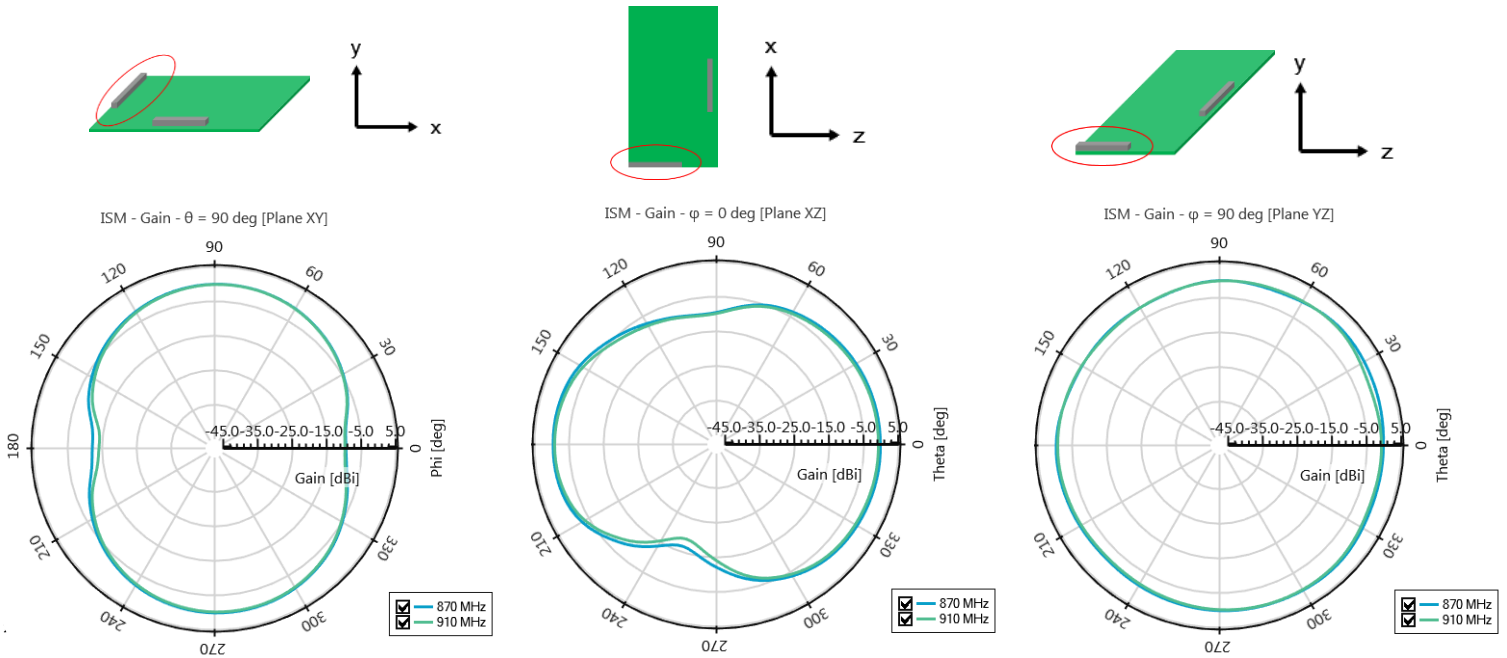 y
x
x
z
y
z
ISM - Gain - θ = 90 deg [Plane XY]
90
120
60
150
30
180
-45.0-35.0-25.0-15.0 -5.0 5.0
0
Phi [deg]
Gain [dBi]
210
330
240
300
270
870 MHz
910 MHz
ISM - Gain - φ = 0 deg [Plane XZ]
90
120
60
150
30
-45.0-35.0-25.0-15.0 -5.0 5.0
0
Theta [deg]
Gain [dBi]
210
330
240
300
270
870 MHz
910 MHz
ISM - Gain - φ = 90 deg [Plane YZ]
90
120
60
150
30
-45.0-35.0-25.0-15.0 -5.0 5.0
0
Theta [deg]
Gain [dBi]
210
330
240
300
270
870 MHz
910 MHz